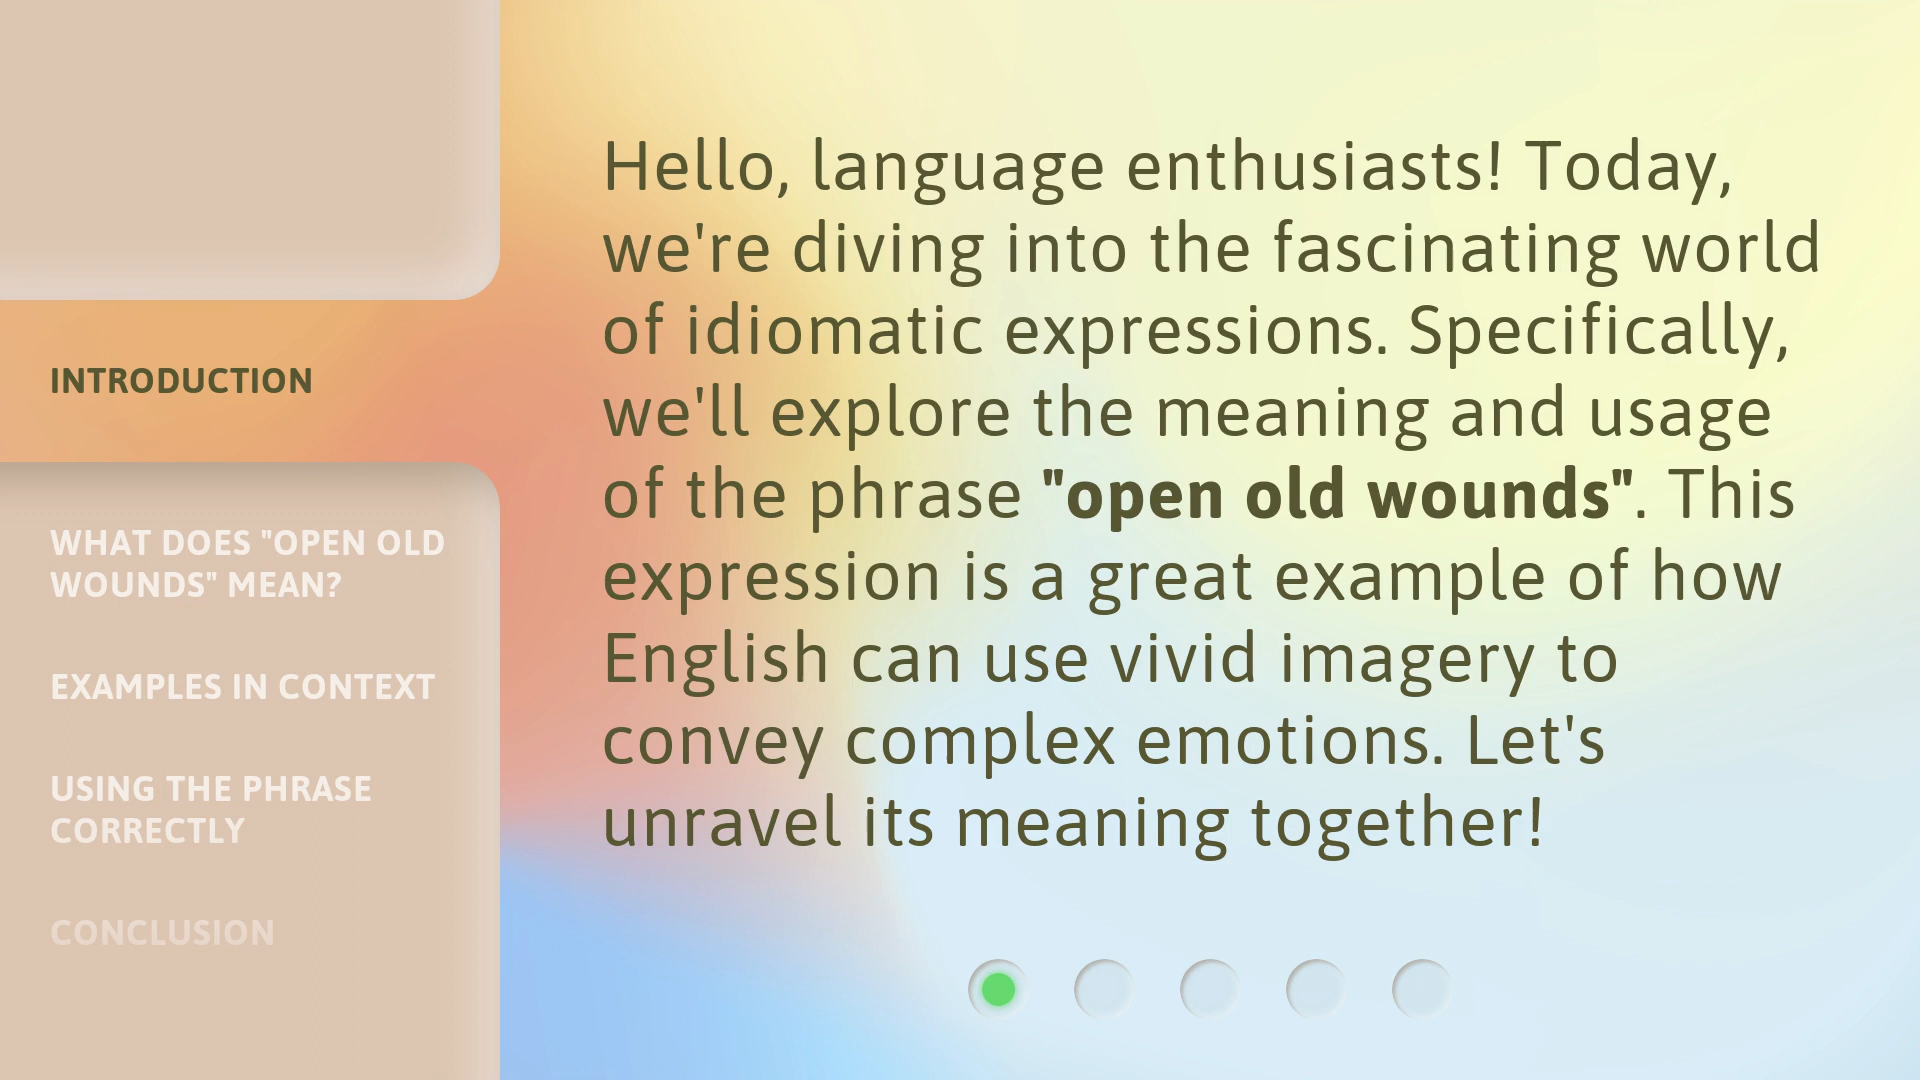 INTRODUCTION
WHAT DOES "OPEN OLD
WOUNDS" MEAN?
EXAMPLES IN CONTEXT
USING THE PHRASE
CORRECTLY
CONCLUSION
Hello, language enthusiasts! Today,
we're diving into the fascinating world
of idiomatic expressions. Specifically,
we'll explore the meaning and usage
of the phrase "open old wounds". This
expression is a great example of how
English can use vivid imagery to
convey complex emotions. Let's
unravel its meaning together!